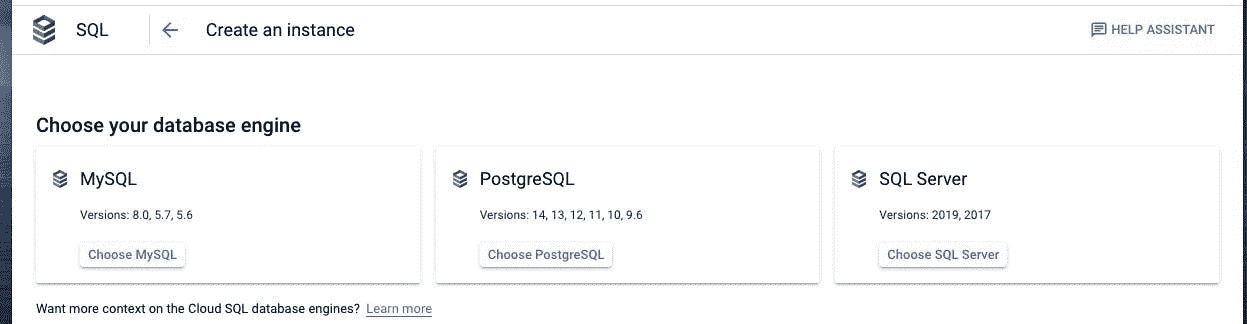 SQL Create an instance HELP ASSISTANT
Choose your database engine
MySQL
Versions: 8.0, 5.7, 5.6
Choose MySQL
PostgreSQL
Versions: 14, 13, 12, 11, 10, 9.6
Choose PostgreSQL
SQL Server
Versions: 2019, 2017
Choose SQL Server
Want more context on the Cloud SQL database engines? Learn more